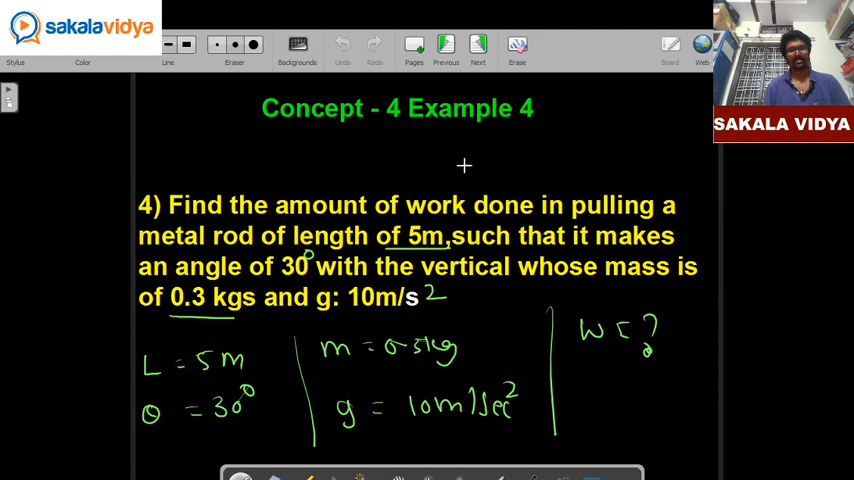 sakalavidya
Stylus Color Line Eraser Backgrounds Undo Redo Pages Previous Next Erase Board Web
SAKALA VIDYA
Concept - 4 Example 4
4) Find the amount of work done in pulling a
metal rod of length of 5m,such that it makes
an angle of 30° with the vertical whose mass is
of 0.3 kgs and g: 10m/s 2
L = 5m
θ = 30°
m = 0.3kg
g = 10m/sec²
W = ?